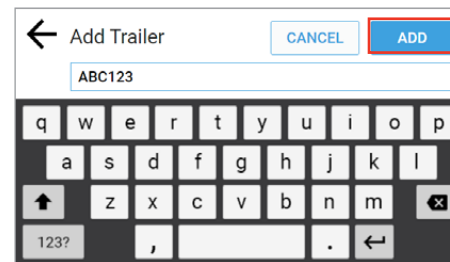 Add Trailer CANCEL ADD
ABC123
q w e r t y u i o p
a s d f g h j k l
z x c v b n m
123? , .